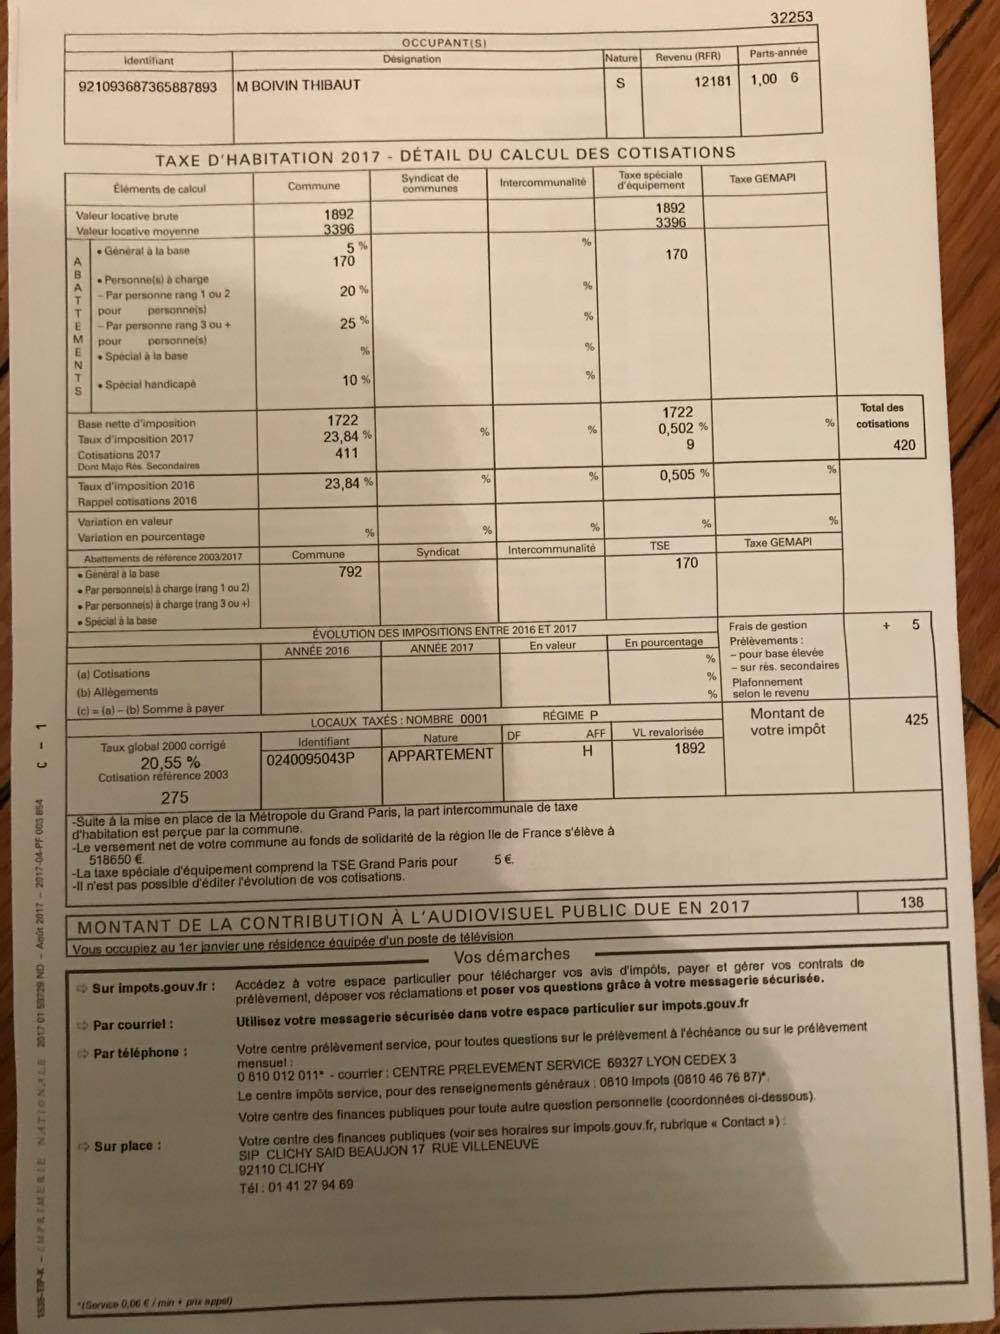 32253
OCCUPANT(S)
Identifiant Désignation Nature Revenu (RFR) Parts-année
921093687365887893 M BOIVIN THIBAUT S 12181 1,00 6
TAXE D'HABITATION 2017 - DÉTAIL DU CALCUL DES COTISATIONS
Éléments de calcul Commune Syndicat de communes Intercommunalité Taxe spéciale d'équipement Taxe GEMAPI
Valeur locative brute 1892 1892
Valeur locative moyenne 3396 3396
ABATTEMENTS
• Général à la base 5 % %
170 170
• Personne(s) à charge
– Par personne rang 1 ou 2 20 % %
pour personne(s)
– Par personne rang 3 ou + 25 % %
pour personne(s)
• Spécial à la base % %
• Spécial handicapé 10 % %
Base nette d'imposition 1722 1722
Taux d'imposition 2017 23,84 % % % 0,502 % %
Cotisations 2017 411 9
Dont Majo Rés. Secondaires
Total des
cotisations
420
Taux d'imposition 2016 23,84 % % % 0,505 % %
Rappel cotisations 2016
Variation en valeur
Variation en pourcentage % % % % %
Abattements de référence 2003/2017 Commune Syndicat Intercommunalité TSE Taxe GEMAPI
• Général à la base 792 170
• Par personne(s) à charge (rang 1 ou 2)
• Par personne(s) à charge (rang 3 ou +)
• Spécial à la base
ÉVOLUTION DES IMPOSITIONS ENTRE 2016 ET 2017
ANNÉE 2016 ANNÉE 2017 En valeur En pourcentage
(a) Cotisations %
(b) Allègements %
(c) = (a) – (b) Somme à payer %
Frais de gestion + 5
Prélèvements :
– pour base élevée
– sur rés. secondaires
Plafonnement
selon le revenu
LOCAUX TAXÉS : NOMBRE 0001 RÉGIME P
Taux global 2000 corrigé
20,55 %
Cotisation référence 2003
275
Identifiant Nature DF AFF VL revalorisée
0240095043P APPARTEMENT H 1892
Montant de
votre impôt
425
-Suite à la mise en place de la Métropole du Grand Paris, la part intercommunale de taxe
d'habitation est perçue par la commune.
-Le versement net de votre commune au fonds de solidarité de la région Ile de France s'élève à
518650 €.
-La taxe spéciale d'équipement comprend la TSE Grand Paris pour 5 €.
-Il n'est pas possible d'éditer l'évolution de vos cotisations.
MONTANT DE LA CONTRIBUTION À L'AUDIOVISUEL PUBLIC DUE EN 2017 138
Vous occupiez au 1er janvier une résidence équipée d'un poste de télévision
Vos démarches
⇨ Sur impots.gouv.fr : Accédez à votre espace particulier pour télécharger vos avis d'impôts, payer et gérer vos contrats de
prélèvement, déposer vos réclamations et poser vos questions grâce à votre messagerie sécurisée.
⇨ Par courriel : Utilisez votre messagerie sécurisée dans votre espace particulier sur impots.gouv.fr
⇨ Par téléphone : Votre centre prélèvement service, pour toutes questions sur le prélèvement à l'échéance ou sur le prélèvement
mensuel :
0 810 012 011* - courrier : CENTRE PRELEVEMENT SERVICE 69327 LYON CEDEX 3
Le centre impôts service, pour des renseignements généraux : 0810 Impots (0810 46 76 87)*.
Votre centre des finances publiques pour toute autre question personnelle (coordonnées ci-dessous).
⇨ Sur place : Votre centre des finances publiques (voir ses horaires sur impots.gouv.fr, rubrique « Contact ») :
SIP CLICHY SAID BEAUJON 17 RUE VILLENEUVE
92110 CLICHY
Tél : 01 41 27 94 69
*(Service 0,06 € / min + prix appel)
1535-TIP-K – IMPRIMERIE NATIONALE 2017 01 59729 ND – Août 2017 – 2017-04-PF 003 854 C – 1